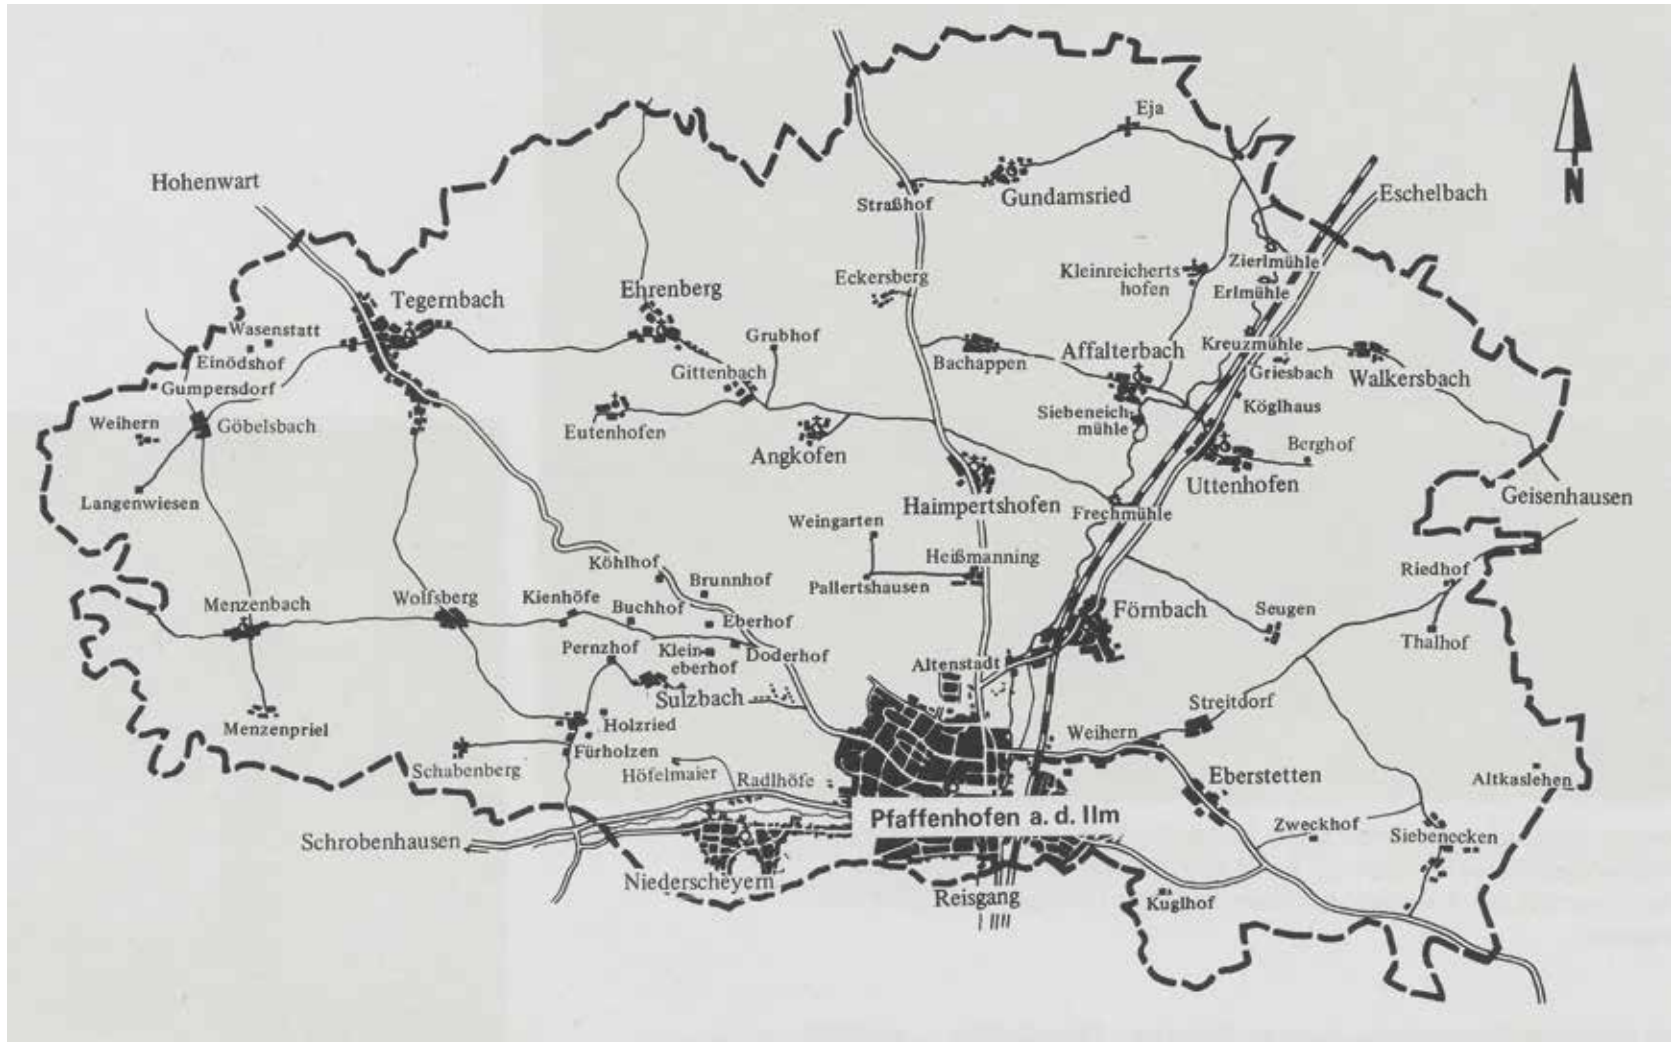 Eja
Hohenwart
N
Gundamsried
Eschelbach
Straßhof
Kleinreicherts
hofen
Zierlmühle
Eckersberg
Ehrenberg
Erlmühle
Tegernbach
Wasenstatt
Grubhof
Kreuzmühle
Einödshof
Bachappen
Affalterbach
Gittenbach
Griesbach
Walkersbach
Gumpersdorf
Köglhaus
Weihern
Göbelsbach
Eutenhofen
Siebeneich-
mühle
Berghof
Angkofen
Uttenhofen
Langenwiesen
Haimpertshofen
Frechmühle
Geisenhausen
Weingarten
Heißmanning
Köhlhof
Brunnhof
Pallertshausen
Riedhof
Menzenbach
Wolfsberg
Kienhöfe
Buchhof
Eberhof
Förnbach
Seugen
Pernzhof
Klein-
eberhof
Doderhof
Thalhof
Altenstadt
Sulzbach
Streitdorf
Menzenpriel
Holzried
Weihern
Fürholzen
Schabenberg
Höfelmaier
Radlhöfe
Eberstetten
Altkaslehen
Pfaffenhofen a. d. Ilm
Zweckhof
Siebenecken
Schrobenhausen
Niederscheyern
Reisgang
Kuglhof